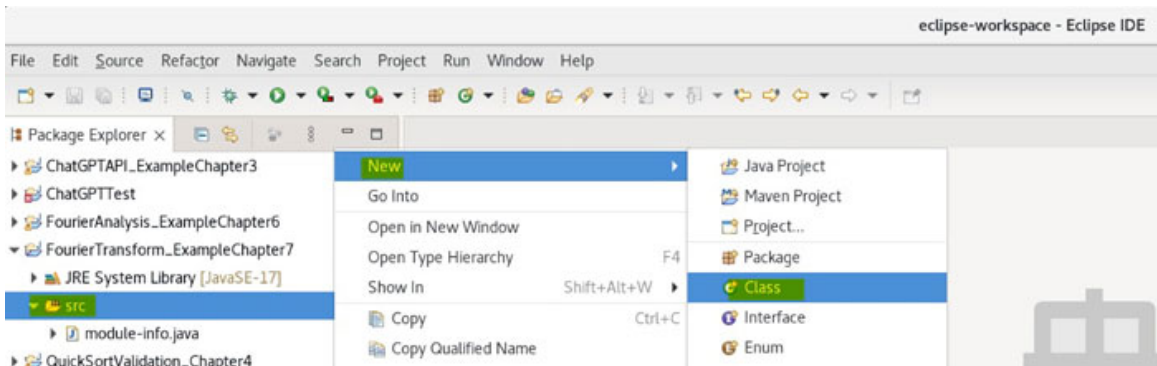 eclipse-workspace - Eclipse IDE
File Edit Source Refactor Navigate Search Project Run Window Help
Package Explorer
ChatGPTAPI_ExampleChapter3
ChatGPTTest
FourierAnalysis_ExampleChapter6
FourierTransform_ExampleChapter7
JRE System Library [JavaSE-17]
src
module-info.java
QuickSortValidation_Chapter4
New
Go Into
Open in New Window
Open Type Hierarchy F4
Show In Shift+Alt+W
Copy Ctrl+C
Copy Qualified Name
Java Project
Maven Project
Project...
Package
Class
Interface
Enum